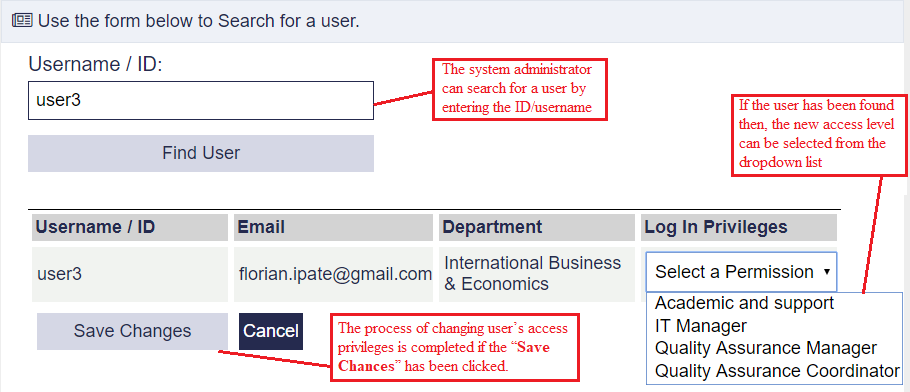 Use the form below to Search for a user.
Username / ID:
user3
Find User
The system administrator
can search for a user by
entering the ID/username
If the user has been found
then, the new access level
can be selected from the
dropdown list
Username / ID Email Department Log In Privileges
user3 florian.ipate@gmail.com International Business
& Economics
Select a Permission
Academic and support
IT Manager
Quality Assurance Manager
Quality Assurance Coordinator
Save Changes Cancel
The process of changing user’s access
privileges is completed if the “Save
Chances” has been clicked.